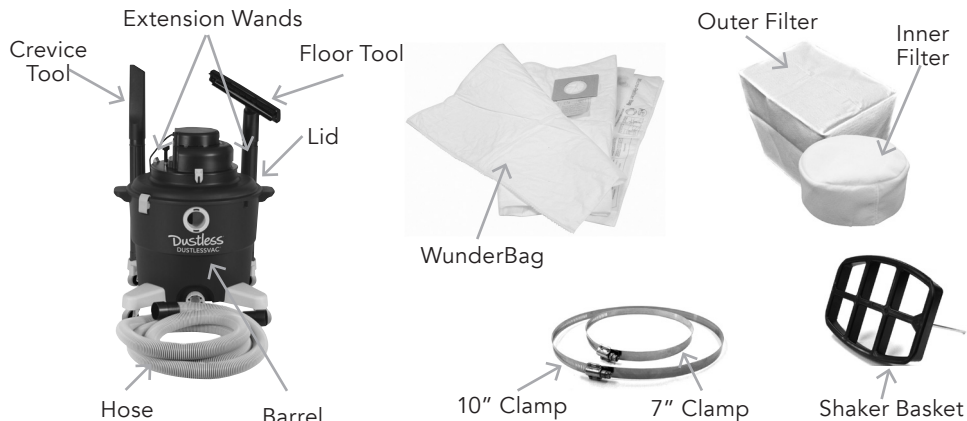 Extension Wands
Crevice
Tool
Floor Tool
Lid
Dustless
DUSTLESSVAC
Hose
Barrel
WunderBag
Outer Filter
Inner
Filter
10” Clamp
7” Clamp
Shaker Basket